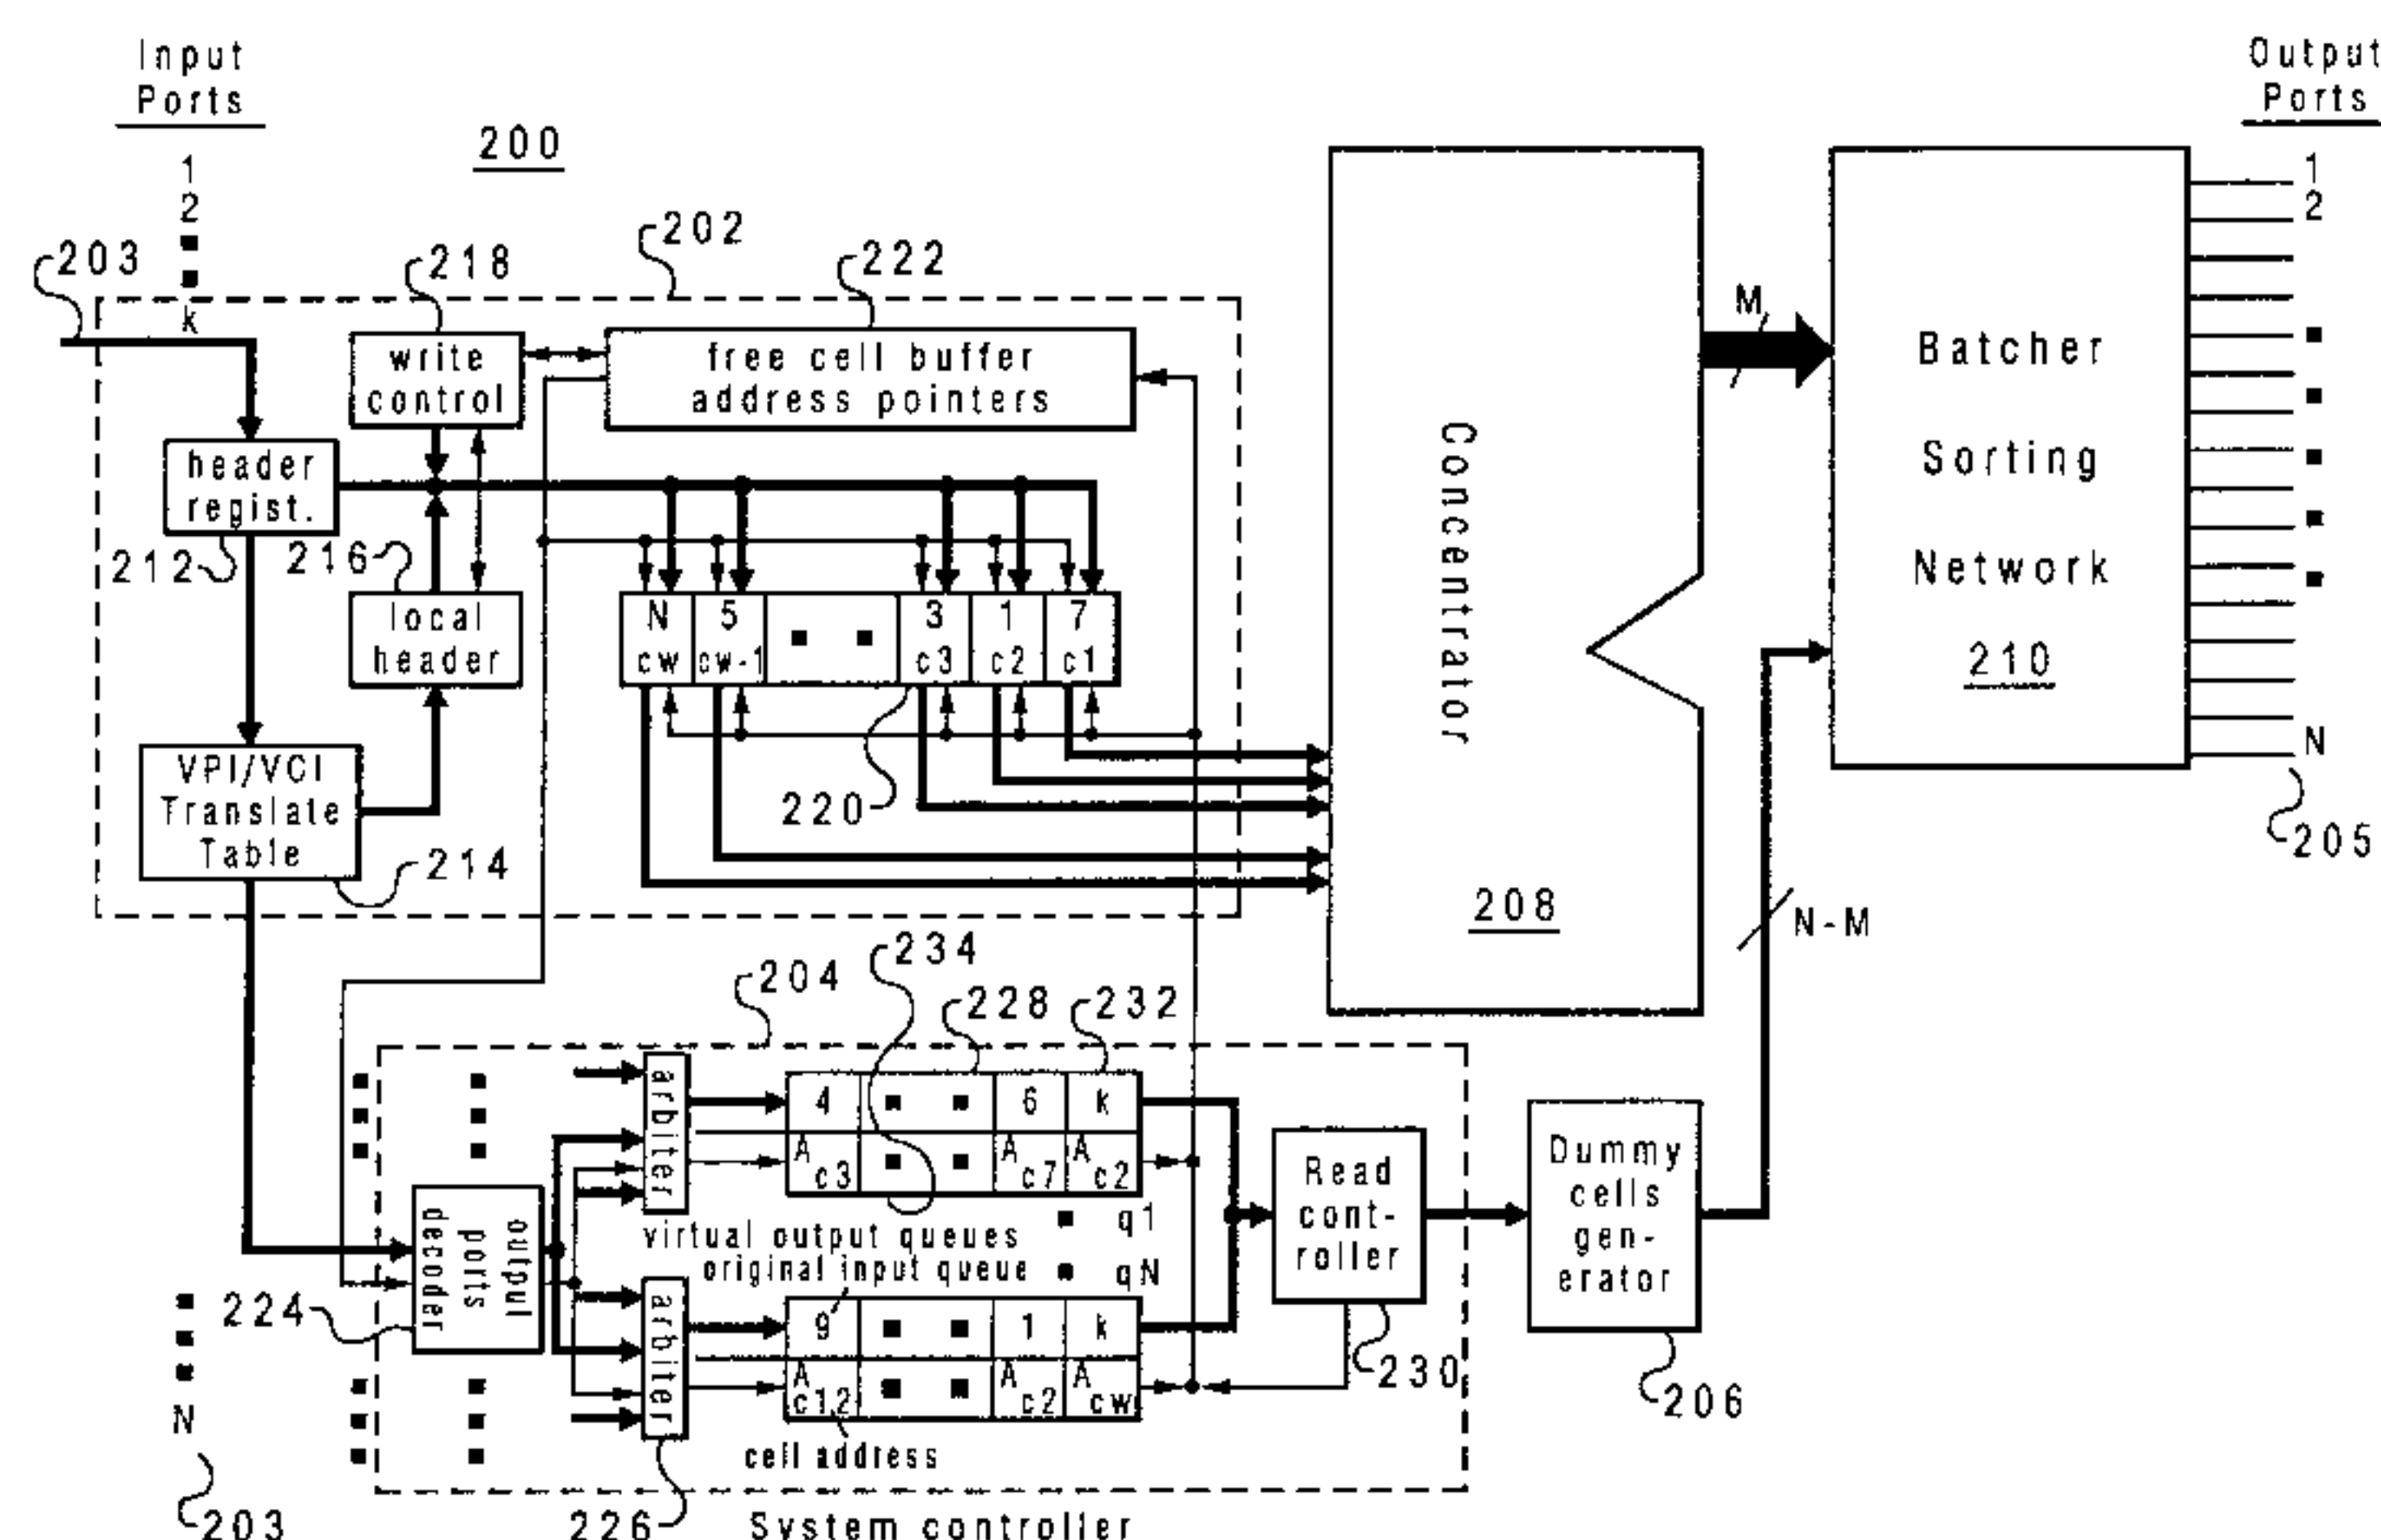 Input
Ports
Output
Ports
200
1
2
k
203
218
202
222
write
control
free cell buffer
address pointers
header
regist.
212
216
local
header
N
cw
5
cw-1
3
c3
1
c2
7
c1
220
VPI/VCI
Translate
Table
214
Concentrator
208
M
Batcher
Sorting
Network
210
1
2
N
205
N-M
204
234
228
232
output
ports
decoder
224
arbiter
4
6
k
A
c3
A
c7
A
c2
virtual output queues
q1
original input queue
qN
arbiter
9
1
k
A
c12
A
c2
A
cw
cell address
Read
cont-
roller
230
Dummy
cells
gen-
erator
206
N
203
226
System controller